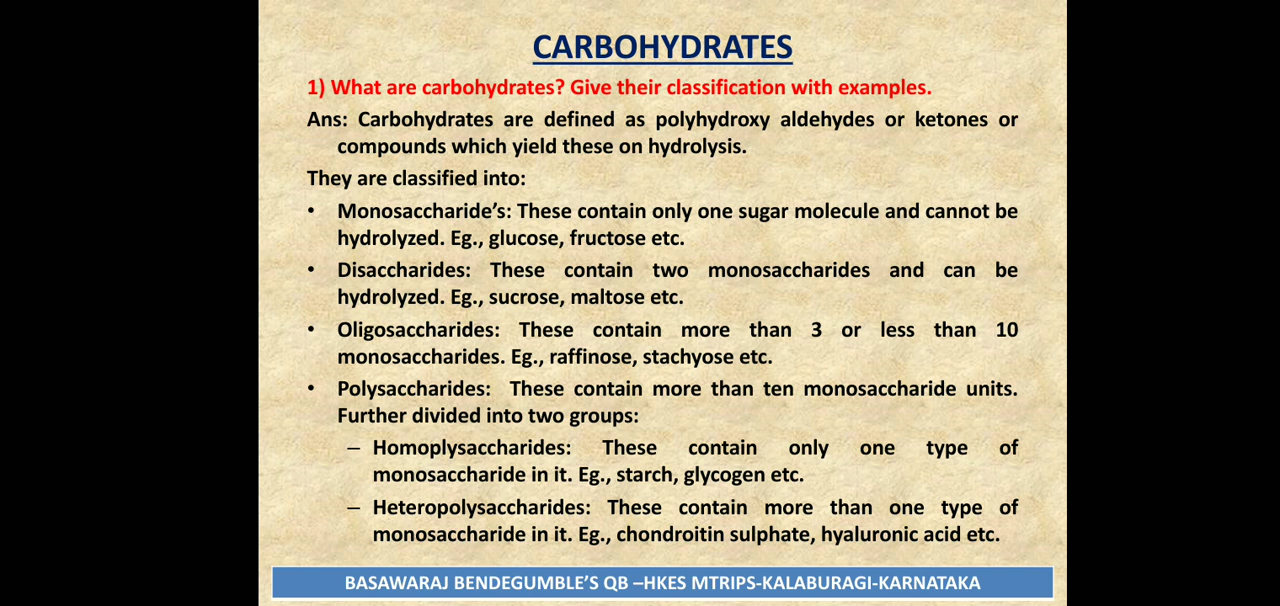 CARBOHYDRATES
1) What are carbohydrates? Give their classification with examples.
Ans: Carbohydrates are defined as polyhydroxy aldehydes or ketones or
compounds which yield these on hydrolysis.
They are classified into:
• Monosaccharide’s: These contain only one sugar molecule and cannot be
hydrolyzed. Eg., glucose, fructose etc.
• Disaccharides: These contain two monosaccharides and can be
hydrolyzed. Eg., sucrose, maltose etc.
• Oligosaccharides: These contain more than 3 or less than 10
monosaccharides. Eg., raffinose, stachyose etc.
• Polysaccharides: These contain more than ten monosaccharide units.
Further divided into two groups:
– Homoplysaccharides: These contain only one type of
monosaccharide in it. Eg., starch, glycogen etc.
– Heteropolysaccharides: These contain more than one type of
monosaccharide in it. Eg., chondroitin sulphate, hyaluronic acid etc.
BASAWARAJ BENDEGUMBLE’S QB –HKES MTRIPS-KALABURAGI-KARNATAKA